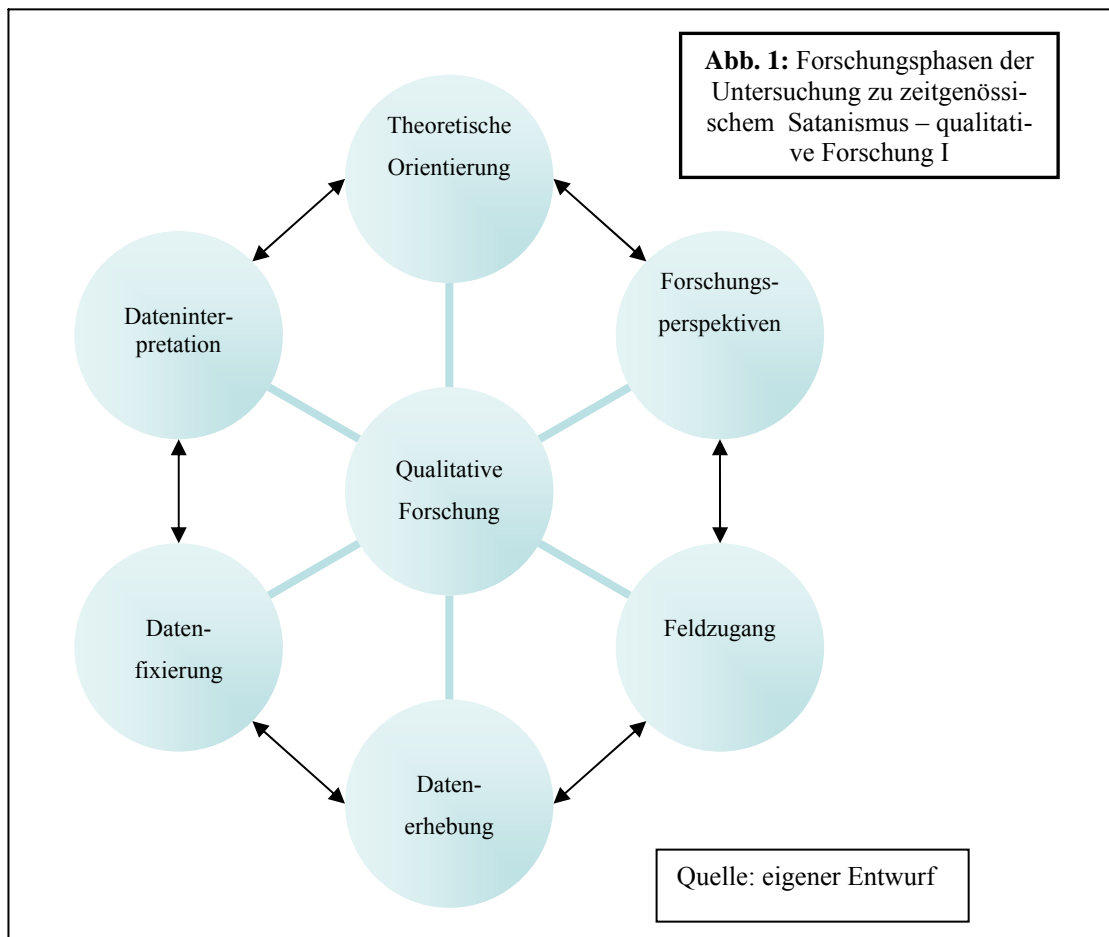 Abb. 1: Forschungsphasen der
Untersuchung zu zeitgenössi-
schem Satanismus – qualitati-
ve Forschung I
Theoretische
Orientierung
Forschungs-
perspektiven
Dateninter-
pretation
Qualitative
Forschung
Daten-
fixierung
Feldzugang
Daten-
erhebung
Quelle: eigener Entwurf